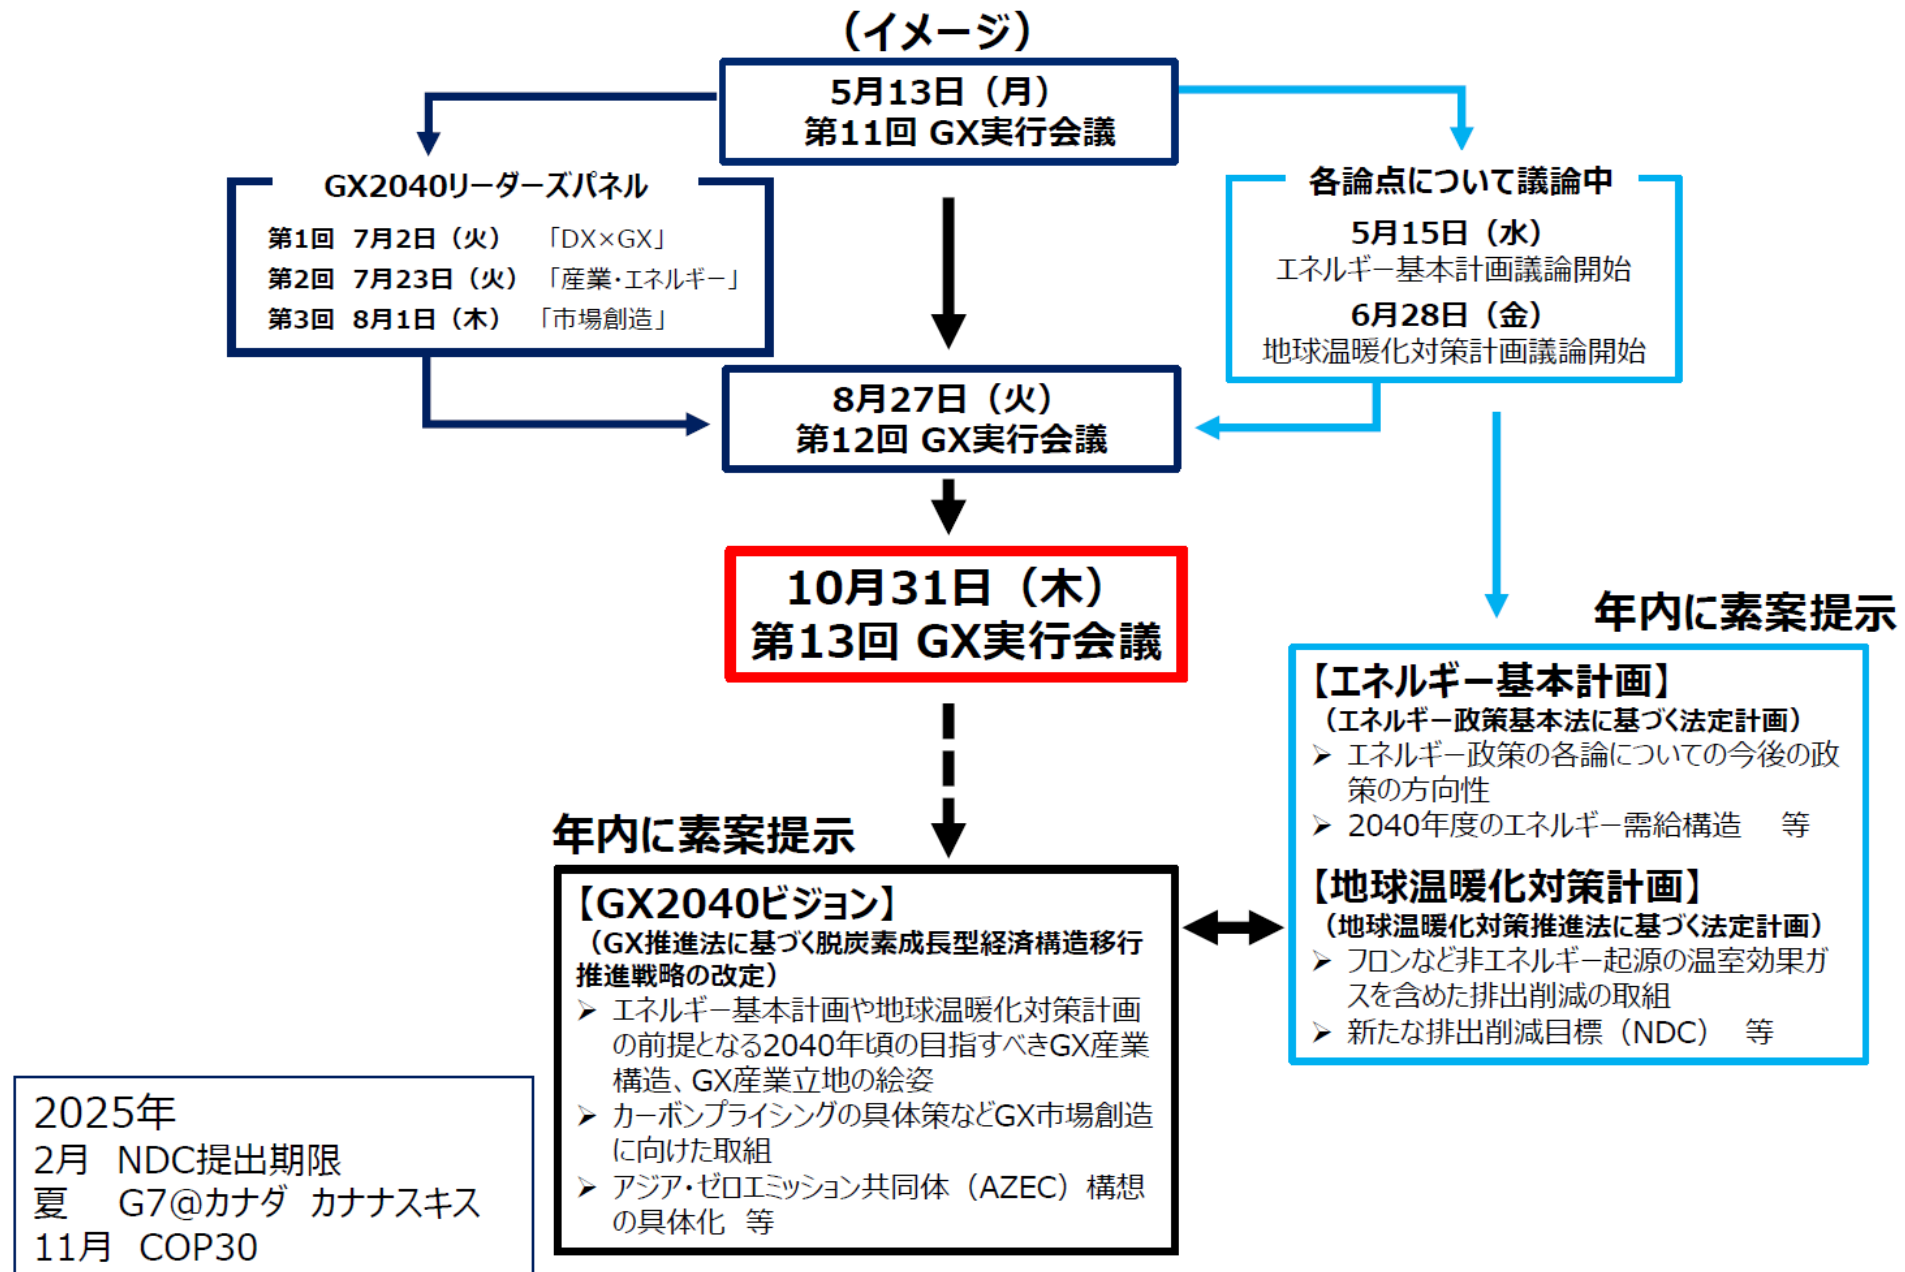 （イメージ）
5月13日（月）
第11回 GX実行会議
GX2040リーダーズパネル
第1回 7月2日（火） 「DX×GX」
第2回 7月23日（火） 「産業・エネルギー」
第3回 8月1日（木） 「市場創造」
各論点について議論中
5月15日（水）
エネルギー基本計画議論開始
6月28日（金）
地球温暖化対策計画議論開始
8月27日（火）
第12回 GX実行会議
10月31日（木）
第13回 GX実行会議
年内に素案提示
【エネルギー基本計画】
（エネルギー政策基本法に基づく法定計画）
➢ エネルギー政策の各論についての今後の政
策の方向性
➢ 2040年度のエネルギー需給構造 等
【地球温暖化対策計画】
（地球温暖化対策推進法に基づく法定計画）
➢ フロンなど非エネルギー起源の温室効果ガ
スを含めた排出削減の取組
➢ 新たな排出削減目標（NDC） 等
年内に素案提示
【GX2040ビジョン】
（GX推進法に基づく脱炭素成長型経済構造移行
推進戦略の改定）
➢ エネルギー基本計画や地球温暖化対策計画
の前提となる2040年頃の目指すべきGX産業
構造、GX産業立地の絵姿
➢ カーボンプライシングの具体策などGX市場創造
に向けた取組
➢ アジア・ゼロエミッション共同体（AZEC）構想
の具体化 等
2025年
2月 NDC提出期限
夏 G7@カナダ カナナスキス
11月 COP30